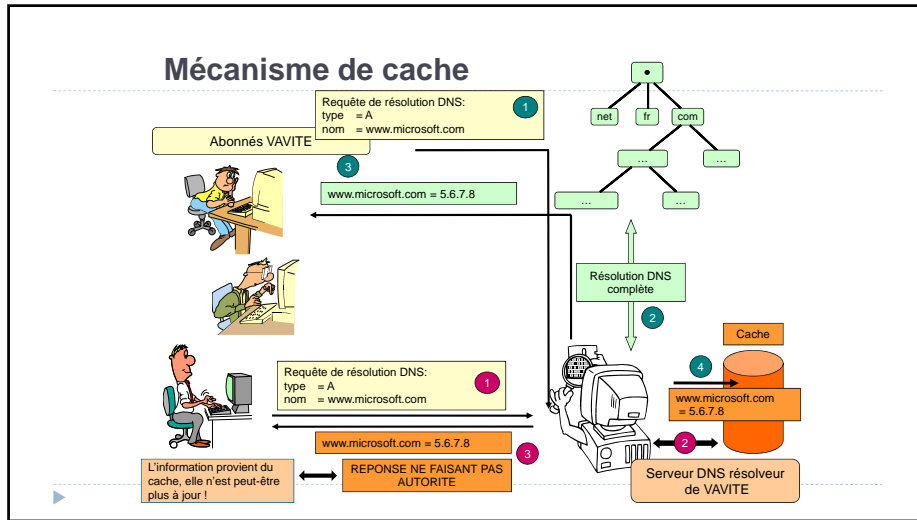 Mécanisme de cache
Requête de résolution DNS:
type = A
nom = www.microsoft.com
1
Abonnés VAVITE
3
www.microsoft.com = 5.6.7.8
•
net
fr
com
...
...
...
...
Résolution DNS
complète
2
Cache
4
www.microsoft.com
= 5.6.7.8
Requête de résolution DNS:
type = A
nom = www.microsoft.com
1
www.microsoft.com = 5.6.7.8
3
2
L'information provient du
cache, elle n'est peut-être
plus à jour !
REPONSE NE FAISANT PAS
AUTORITE
Serveur DNS résolveur
de VAVITE